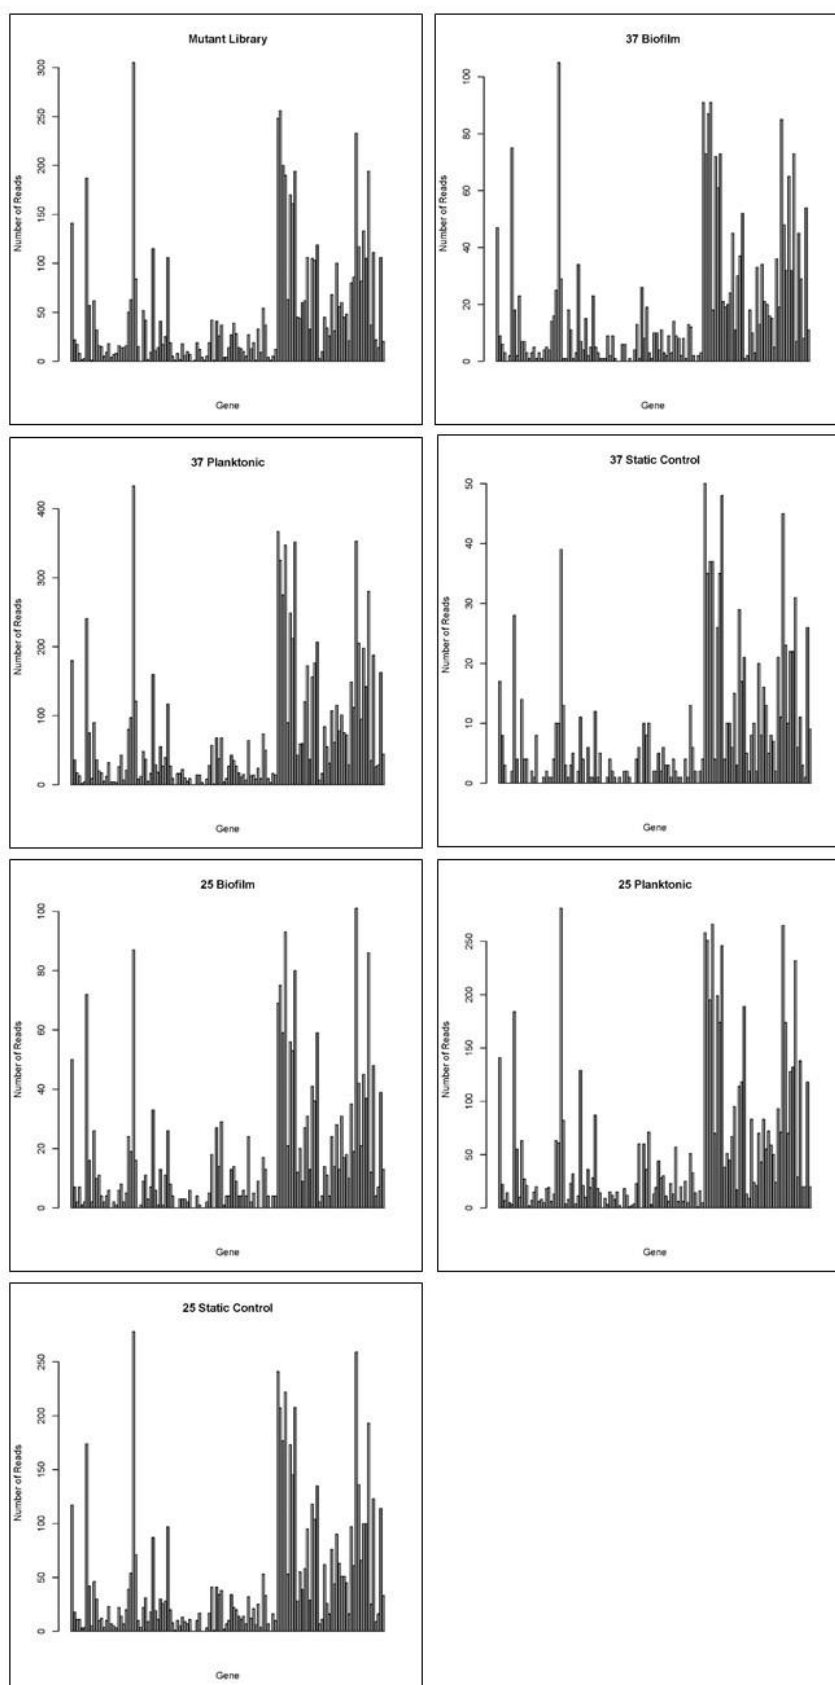 Mutant Library
Number of Reads
0 50 100 150 200 250 300
Gene
37 Biofilm
Number of Reads
0 20 40 60 80 100
Gene
37 Planktonic
Number of Reads
0 100 200 300 400
Gene
37 Static Control
Number of Reads
0 10 20 30 40 50
Gene
25 Biofilm
Number of Reads
0 20 40 60 80 100
Gene
25 Planktonic
Number of Reads
0 50 100 150 200 250
Gene
25 Static Control
Number of Reads
0 50 100 150 200 250
Gene